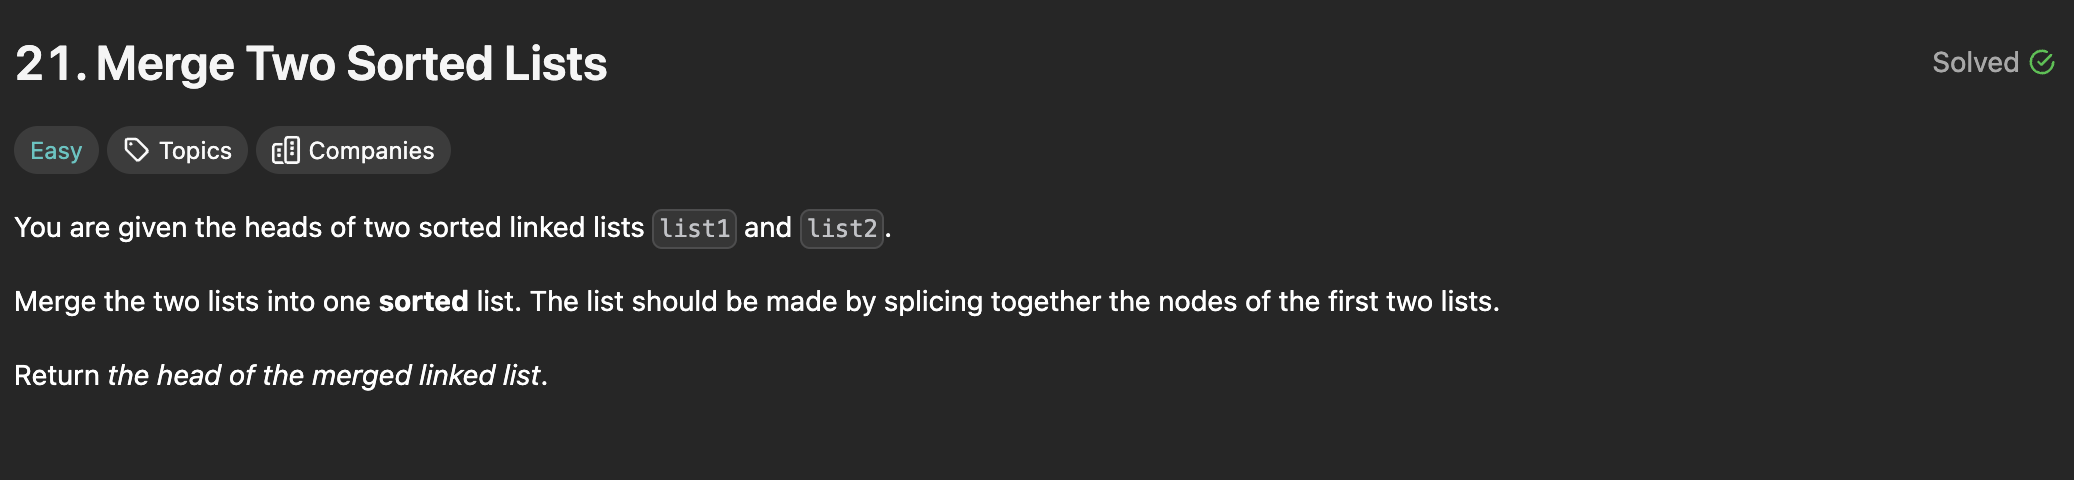 21. Merge Two Sorted Lists
Solved
Easy
Topics
Companies
You are given the heads of two sorted linked lists list1 and list2.
Merge the two lists into one sorted list. The list should be made by splicing together the nodes of the first two lists.
Return the head of the merged linked list.